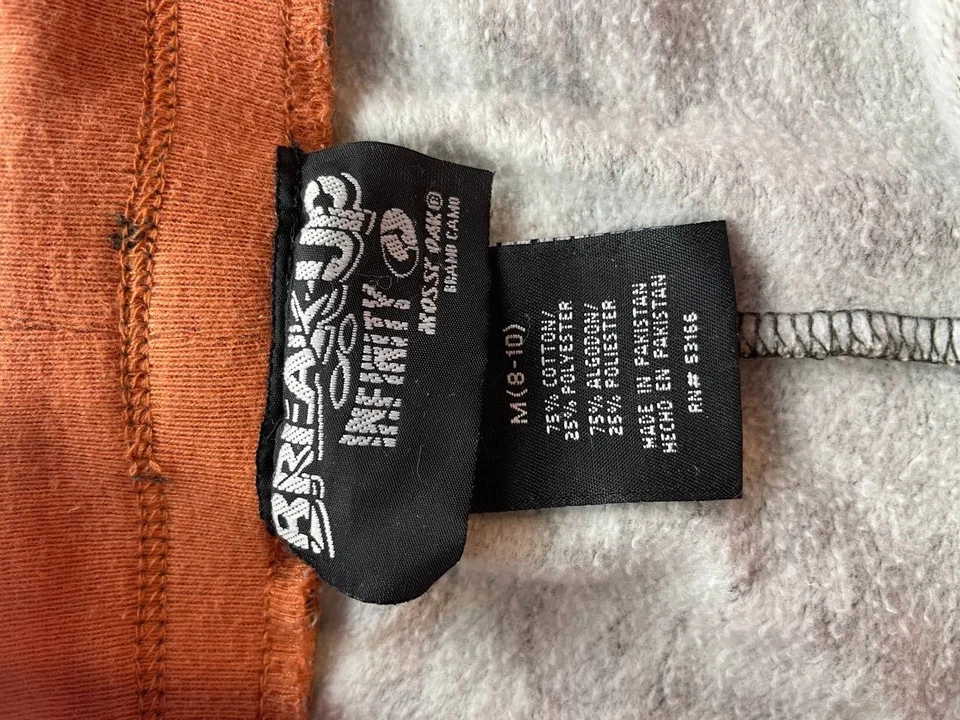 BREAK-UP
INFINITY
MOSSY OAK®
BRAND CAMO
M(8-10)
75% COTTON/
25% POLYESTER
75% ALGODON/
25% POLIESTER
MADE IN PAKISTAN
HECHO EN PAKISTAN
RN# 53166